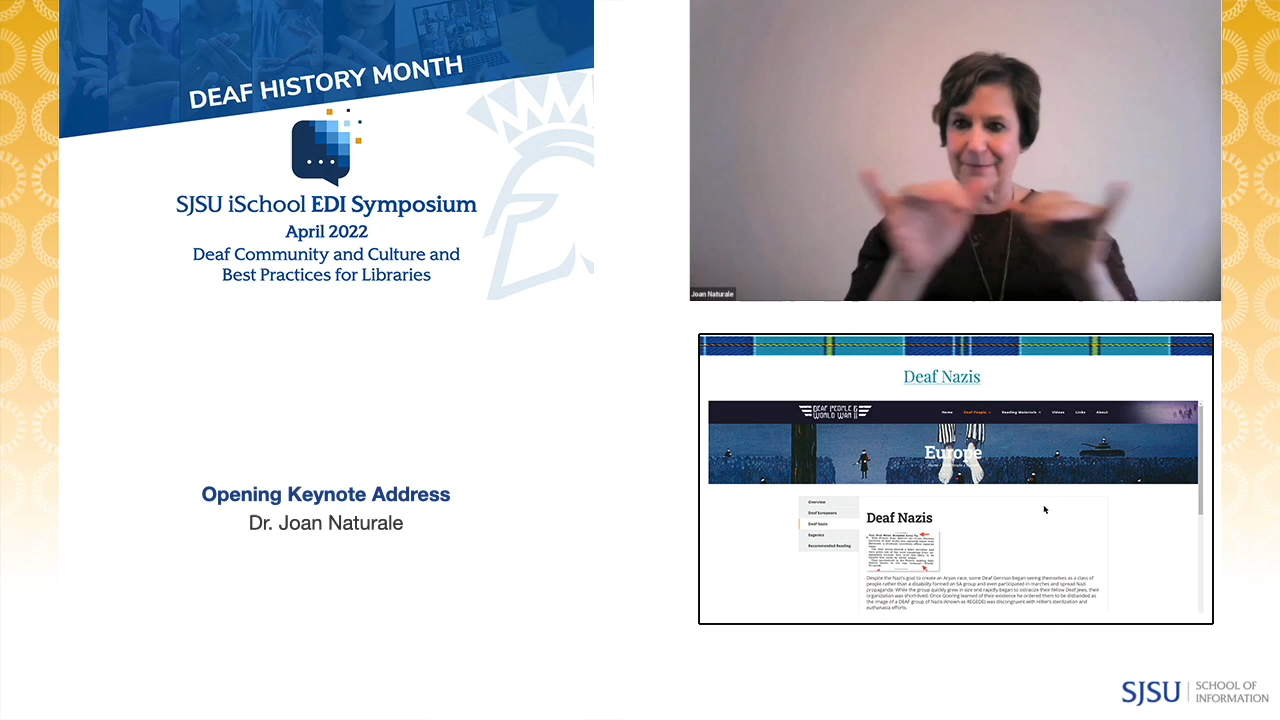 DEAF HISTORY MONTH
SJSU iSchool EDI Symposium
April 2022
Deaf Community and Culture and
Best Practices for Libraries
Opening Keynote Address
Dr. Joan Naturale
Joan Naturale
Deaf Nazis
DEAF PEOPLE &
WORLD WAR II
Home Deaf People Reading Materials Videos Links About
Europe
Overview
Deaf Europeans
Deaf Nazis
Eugenics
Recommended Reading
Deaf Nazis
Despite the Nazi's goal to create an Aryan race, some Deaf German began seeing themselves as a class of
people rather than a disability formed an SA group and even participated in marches and spread Nazi
propaganda. While the group quickly grew in size and rapidly began to ostracize their fellow Deaf Jews, their
organization was shortlived. Once Goering learned of their existence he ordered them to be disbanded as
the image of a DEAF group of Nazis (known as REGEDE) was discongruent with Hitler's sterilization and
euthanasia efforts.
SJSU SCHOOL OF
INFORMATION